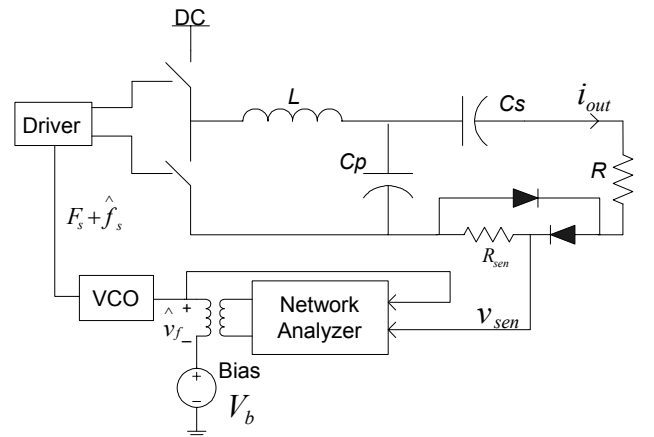 DC
L
Cs
i_out
Driver
Cp
R
F_s + f̂_s
R_sen
VCO
+
v̂_f
−
Network
Analyzer
v_sen
+
−
Bias
V_b